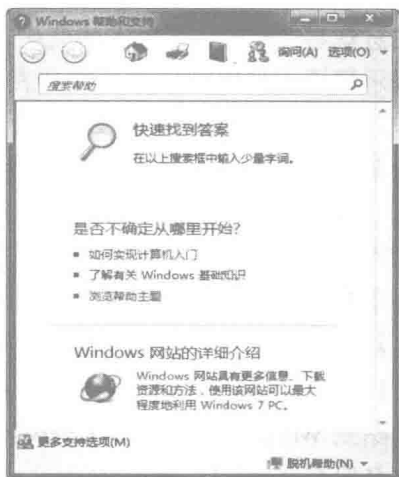 Windows 帮助和支持
询问(A) 选项(O)
搜索帮助
快速找到答案
在以上搜索框中输入少量字词。
是否不确定从哪里开始?
如何实现计算机入门
了解有关 Windows 基础知识
浏览帮助主题
Windows 网站的详细介绍
Windows 网站具有更多信息、下载
资源和方法，使用该网站可以最大
程度地利用 Windows 7 PC。
更多支持选项(M)
脱机帮助(N)